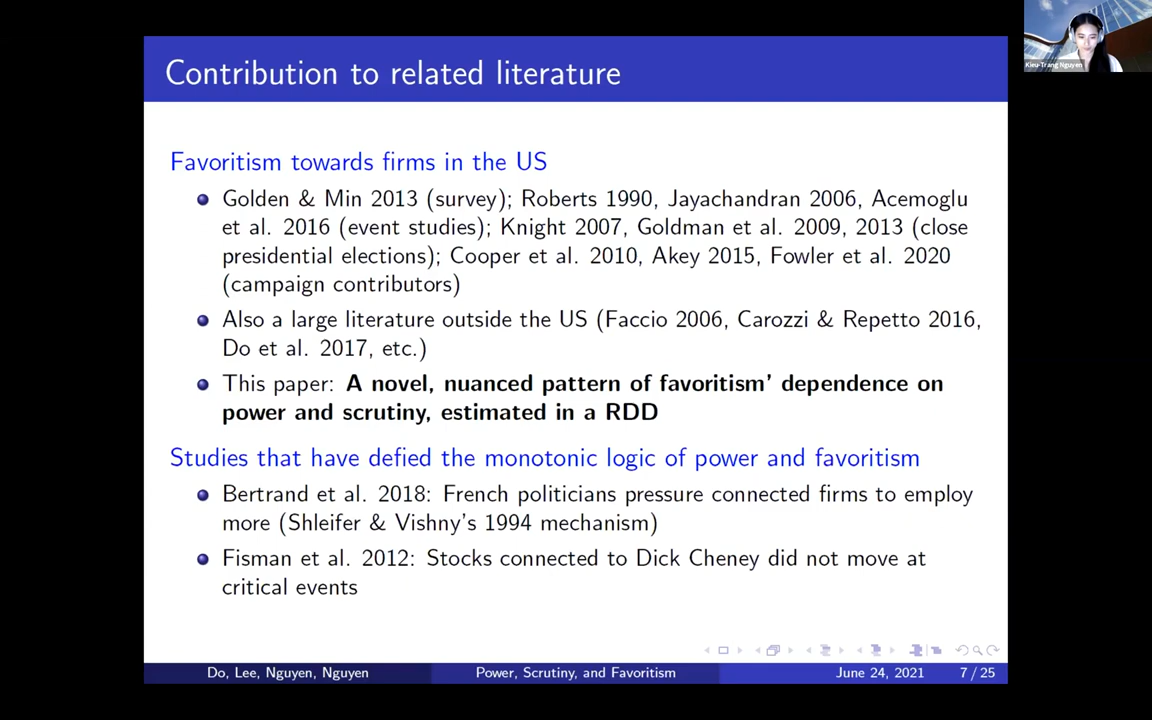 Contribution to related literature
Kieu-Trang Nguyen
Favoritism towards firms in the US
Golden & Min 2013 (survey); Roberts 1990, Jayachandran 2006, Acemoglu
et al. 2016 (event studies); Knight 2007, Goldman et al. 2009, 2013 (close
presidential elections); Cooper et al. 2010, Akey 2015, Fowler et al. 2020
(campaign contributors)
Also a large literature outside the US (Faccio 2006, Carozzi & Repetto 2016,
Do et al. 2017, etc.)
This paper: A novel, nuanced pattern of favoritism' dependence on
power and scrutiny, estimated in a RDD
Studies that have defied the monotonic logic of power and favoritism
Bertrand et al. 2018: French politicians pressure connected firms to employ
more (Shleifer & Vishny's 1994 mechanism)
Fisman et al. 2012: Stocks connected to Dick Cheney did not move at
critical events
Do, Lee, Nguyen, Nguyen
Power, Scrutiny, and Favoritism
June 24, 2021
7 / 25